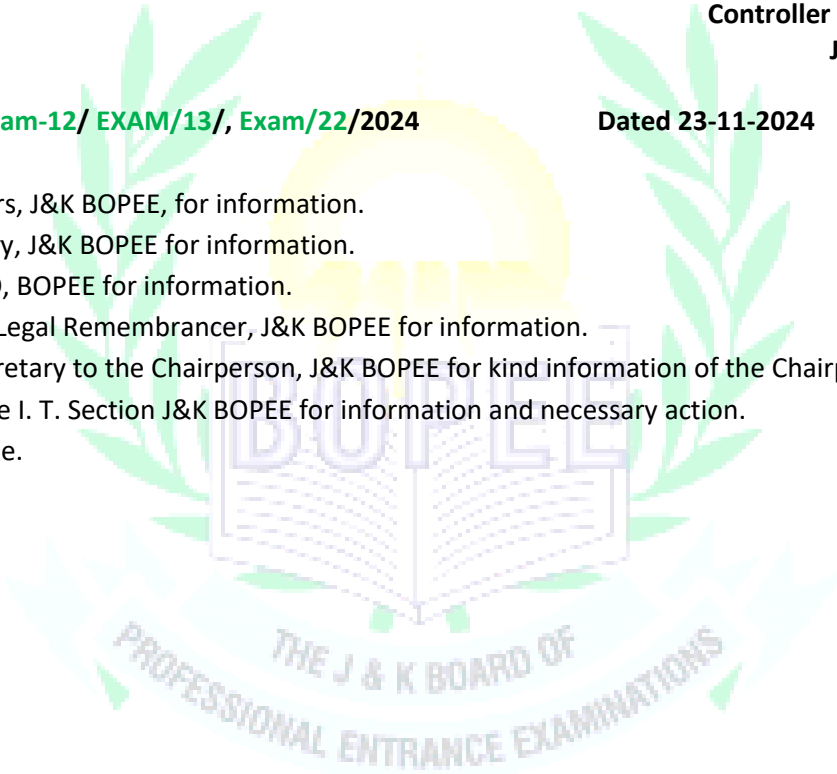 Controller
J
am-12/ EXAM/13/, Exam/22/2024 Dated 23-11-2024
rs, J&K BOPEE, for information.
ry, J&K BOPEE for information.
, BOPEE for information.
Legal Remembrancer, J&K BOPEE for information.
retary to the Chairperson, J&K BOPEE for kind information of the Chairp
e I. T. Section J&K BOPEE for information and necessary action.
e.
BOPEE
THE J & K BOARD OF
PROFESSIONAL ENTRANCE EXAMINATIONS